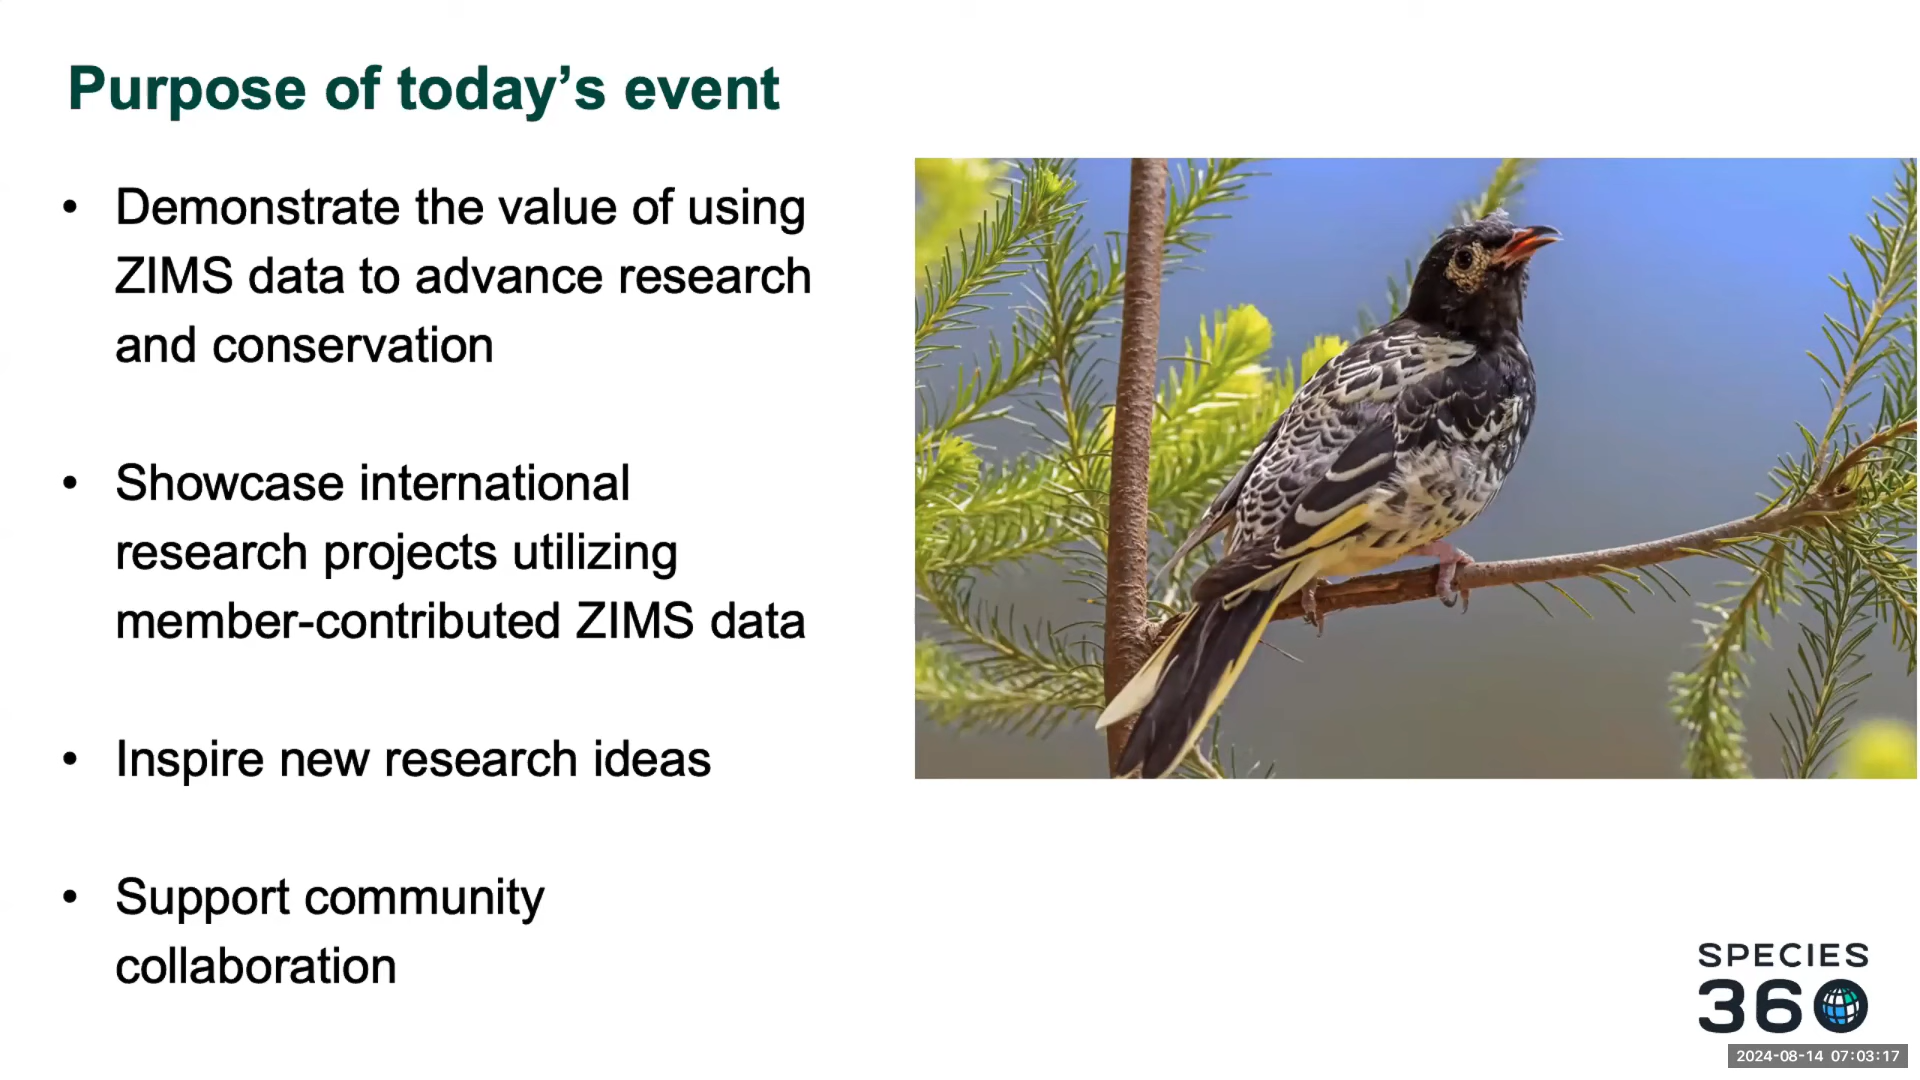 Purpose of today’s event
• Demonstrate the value of using
ZIMS data to advance research
and conservation
• Showcase international
research projects utilizing
member-contributed ZIMS data
• Inspire new research ideas
• Support community
collaboration
SPECIES
360
2024-08-14 07:03:17